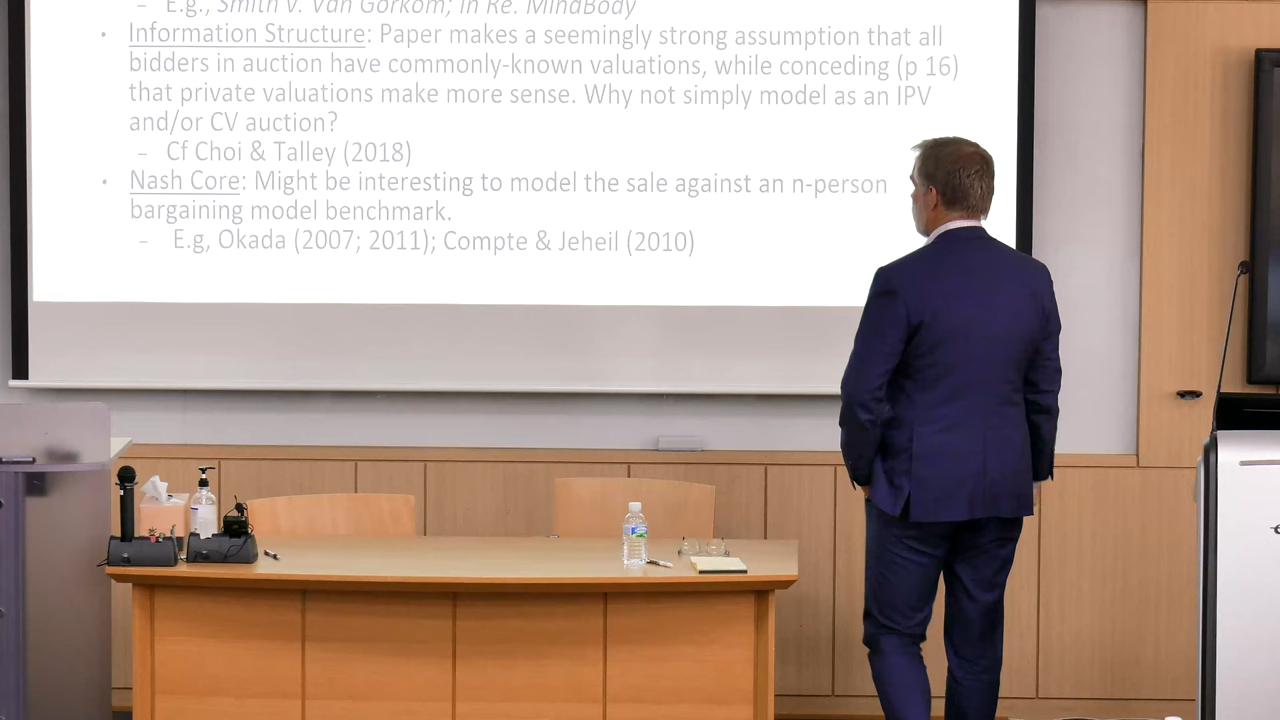 – E.g., Smith v. Van Gorkom; In Re. MindBody
• Information Structure: Paper makes a seemingly strong assumption that all
bidders in auction have commonly-known valuations, while conceding (p 16)
that private valuations make more sense. Why not simply model as an IPV
and/or CV auction?
– Cf Choi & Talley (2018)
• Nash Core: Might be interesting to model the sale against an n-person
bargaining model benchmark.
– E.g, Okada (2007; 2011); Compte & Jeheil (2010)